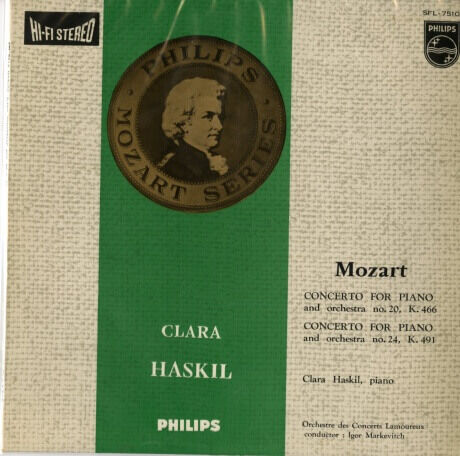 HI-FI STEREO
SFL-7510
PHILIPS
PHILIPS
MOZART SERIES
Mozart
CONCERTO FOR PIANO
and orchestra no. 20, K. 466
CONCERTO FOR PIANO
and orchestra no. 24, K. 491
CLARA
HASKIL
Clara Haskil, piano
PHILIPS
Orchestre des Concerts Lamoureux
conductor : Igor Markevitch